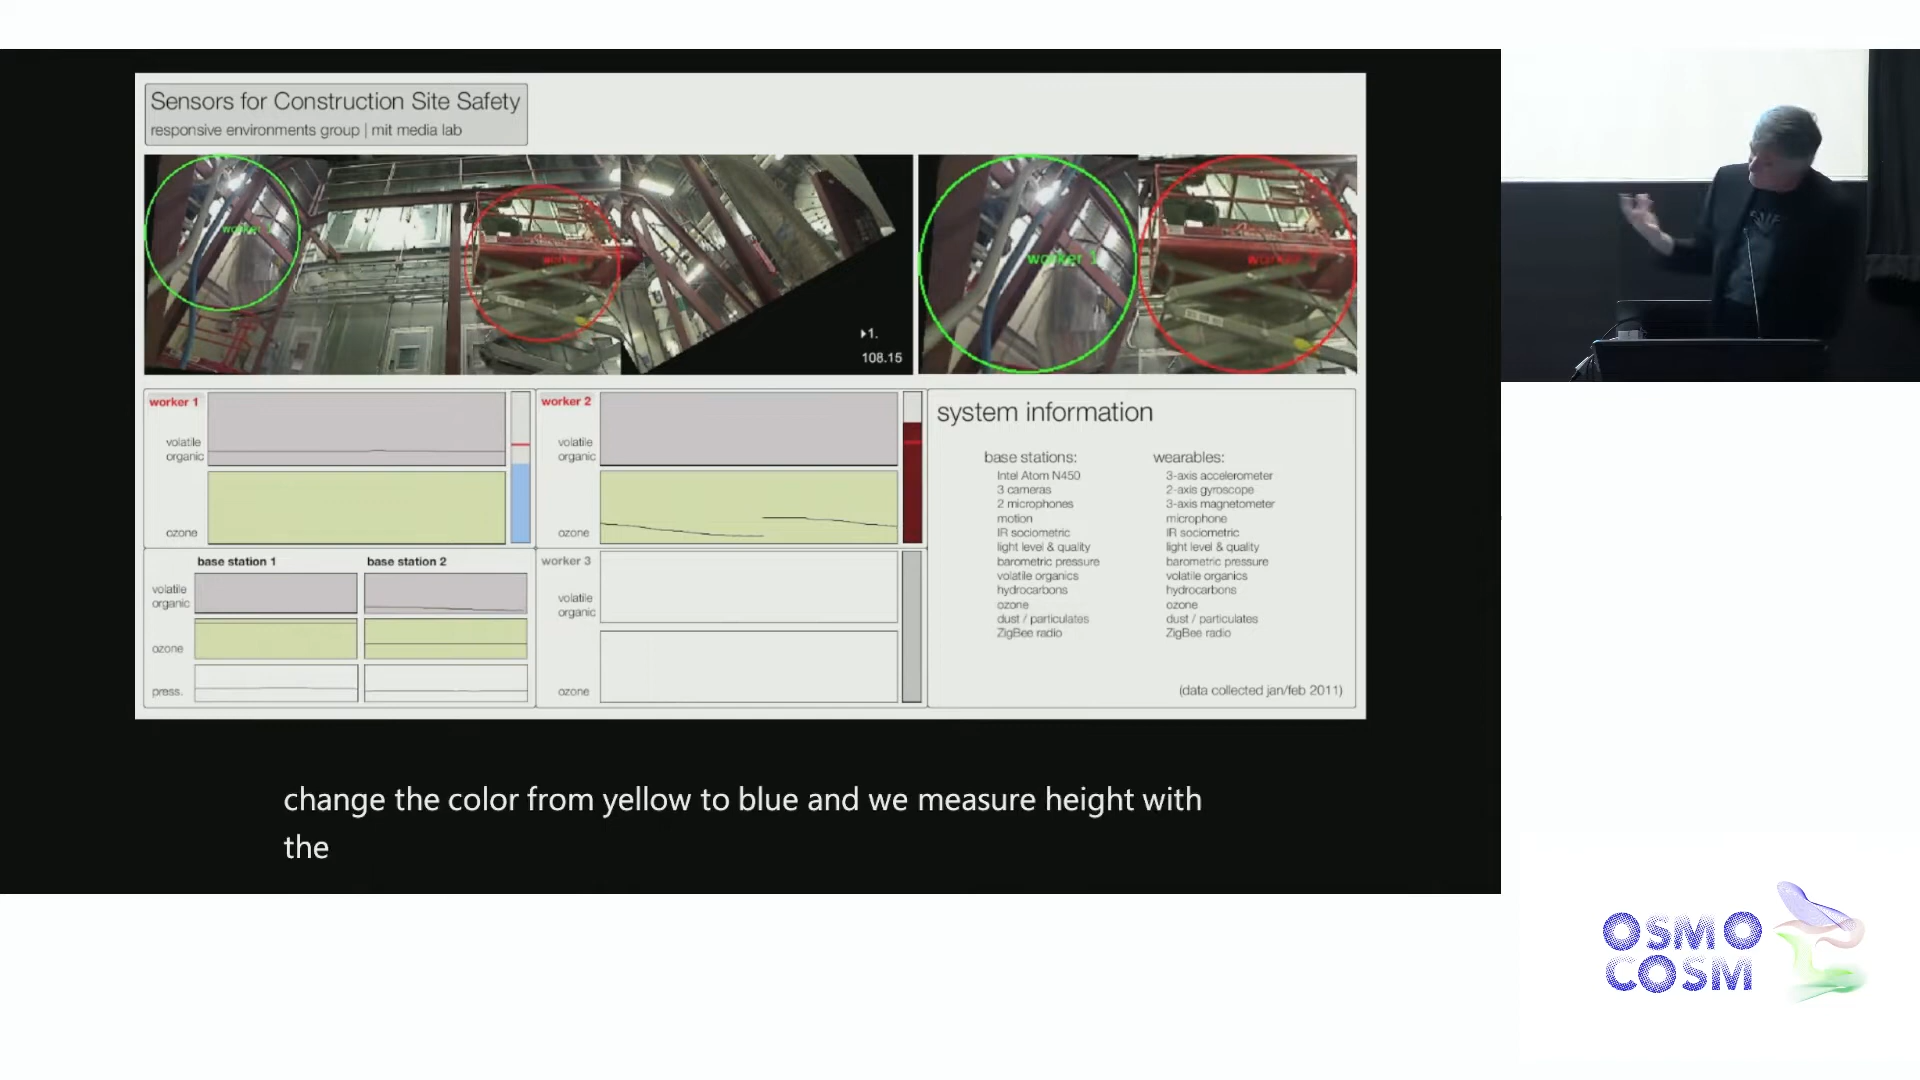 Sensors for Construction Site Safety
responsive environments group | mit media lab
worker 1
▸1.
108.15
worker 1
worker 1
volatile
organic
ozone
worker 2
volatile
organic
ozone
base station 1
base station 2
volatile
organic
ozone
press.
worker 3
volatile
organic
ozone
system information
base stations:
Intel Atom N450
3 cameras
2 microphones
motion
IR sociometric
light level & quality
barometric pressure
volatile organics
hydrocarbons
ozone
dust / particulates
ZigBee radio
wearables:
3-axis accelerometer
2-axis gyroscope
3-axis magnetometer
microphone
IR sociometric
light level & quality
barometric pressure
volatile organics
hydrocarbons
ozone
dust / particulates
ZigBee radio
(data collected jan/feb 2011)
change the color from yellow to blue and we measure height with
the
OSMO
COSM